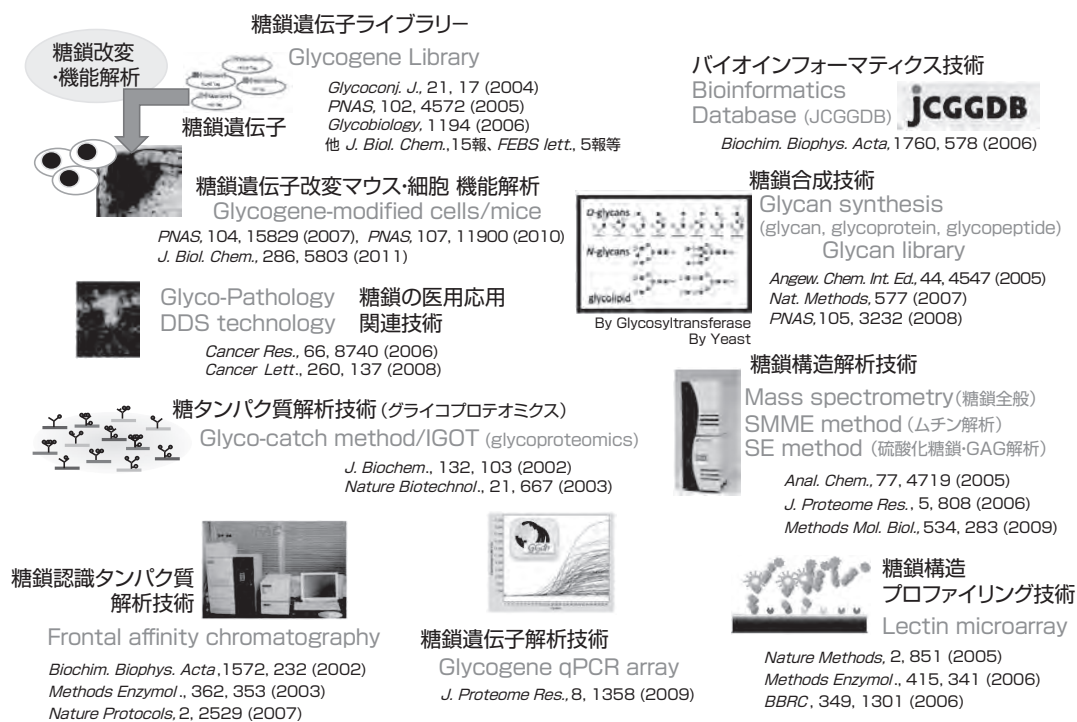 糖鎖改変
・機能解析
糖鎖遺伝子ライブラリー
Glycogene Library
Glycoconj. J., 21, 17 (2004)
PNAS, 102, 4572 (2005)
Glycobiology, 1194 (2006)
他 J. Biol. Chem.,15報、FEBS lett., 5報等
糖鎖遺伝子
バイオインフォーマティクス技術
Bioinformatics
Database (JCGGDB)
jCGGDB
Biochim. Biophys. Acta,1760, 578 (2006)
糖鎖遺伝子改変マウス・細胞 機能解析
Glycogene-modified cells/mice
PNAS, 104, 15829 (2007), PNAS, 107, 11900 (2010)
J. Biol. Chem., 286, 5803 (2011)
糖鎖合成技術
Glycan synthesis
(glycan, glycoprotein, glycopeptide)
Glycan library
Angew. Chem. Int. Ed., 44, 4547 (2005)
Nat. Methods, 577 (2007)
PNAS, 105, 3232 (2008)
O-glycans
N-glycans
glycolipid
By Glycosyltransferase
By Yeast
Glyco-Pathology
DDS technology
糖鎖の医用応用
関連技術
Cancer Res., 66, 8740 (2006)
Cancer Lett., 260, 137 (2008)
糖タンパク質解析技術 (グライコプロテオミクス)
Glyco-catch method/IGOT (glycoproteomics)
J. Biochem., 132, 103 (2002)
Nature Biotechnol., 21, 667 (2003)
糖鎖構造解析技術
Mass spectrometry(糖鎖全般)
SMME method (ムチン解析)
SE method (硫酸化糖鎖・GAG解析)
Anal. Chem., 77, 4719 (2005)
J. Proteome Res., 5, 808 (2006)
Methods Mol. Biol., 534, 283 (2009)
糖鎖認識タンパク質
解析技術
Frontal affinity chromatography
Biochim. Biophys. Acta,1572, 232 (2002)
Methods Enzymol., 362, 353 (2003)
Nature Protocols, 2, 2529 (2007)
糖鎖遺伝子解析技術
Glycogene qPCR array
J. Proteome Res., 8, 1358 (2009)
糖鎖構造
プロファイリング技術
Lectin microarray
Nature Methods, 2, 851 (2005)
Methods Enzymol., 415, 341 (2006)
BBRC, 349, 1301 (2006)